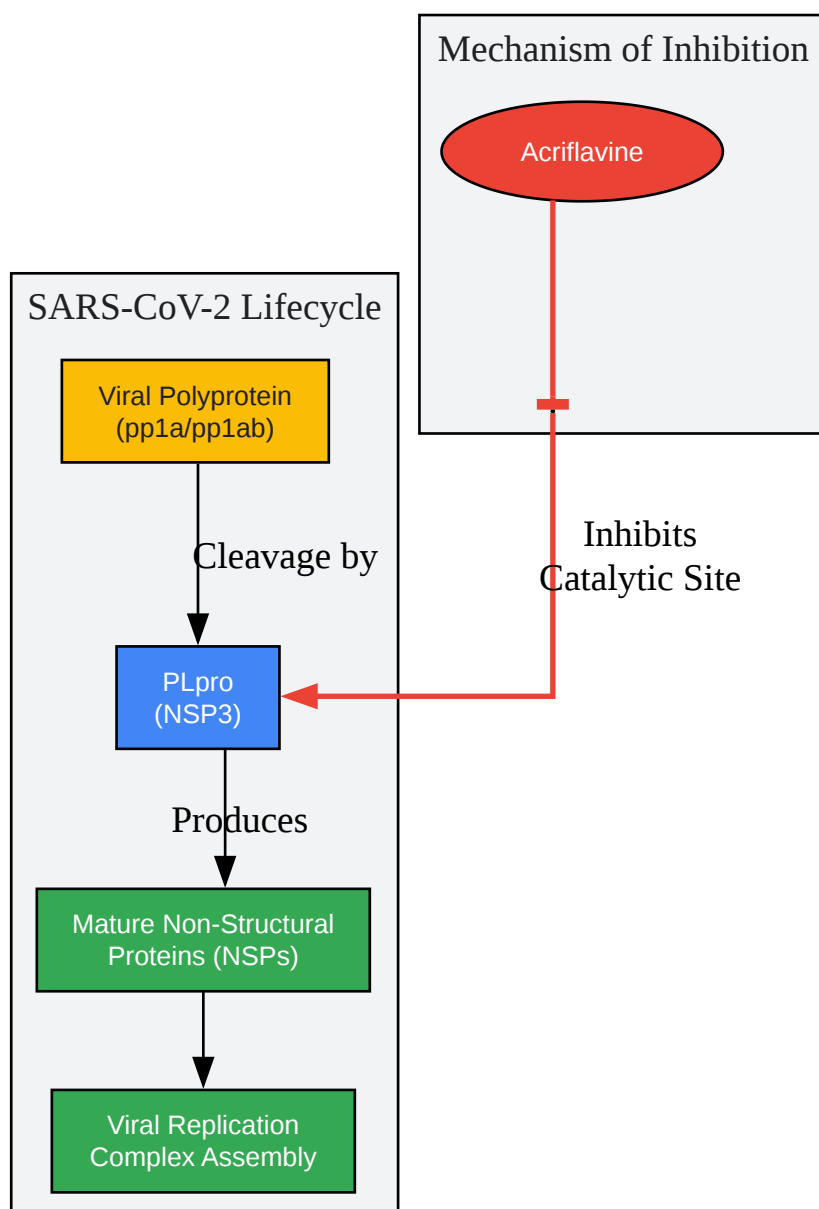 Mechanism of Inhibition
Acriflavine
SARS-CoV-2 Lifecycle
Viral Polyprotein
(pp1a/pp1ab)
Cleavage by
Inhibits
Catalytic Site
PLpro
(NSP3)
Produces
Mature Non-Structural
Proteins (NSPs)
Viral Replication
Complex Assembly